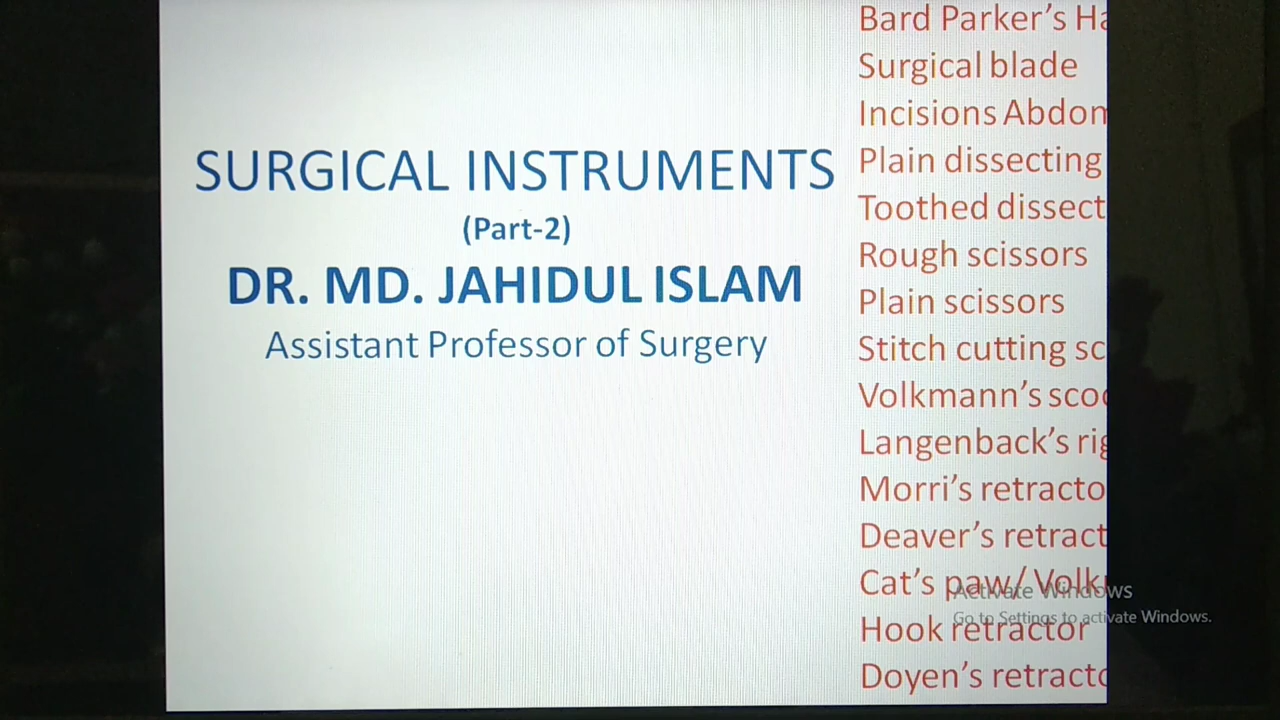 SURGICAL INSTRUMENTS
(Part-2)
DR. MD. JAHIDUL ISLAM
Assistant Professor of Surgery
Bard Parker's
Surgical blade
Incisions
Plain dissecting
Toothed
Rough scissors
Plain scissors
Stitch cutting
Volkmann's
Langenback's
Morri's
Deaver's
Cat's paw/
Hook retractor
Doyen's
Activate Windows
Go to Settings to activate Windows.